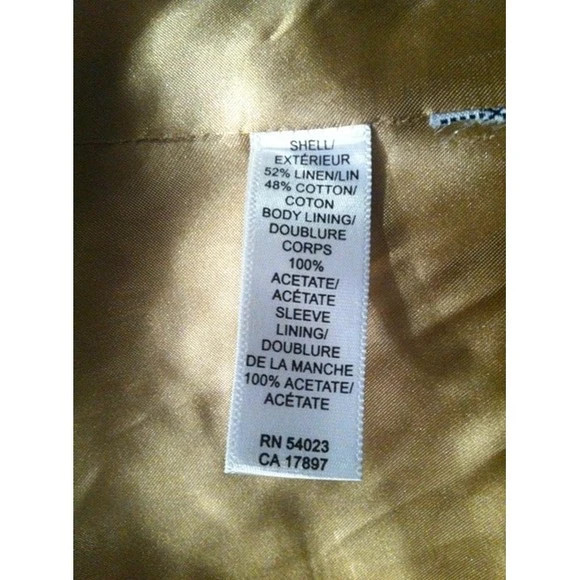 SHELL/
EXTÉRIEUR
52% LINEN/LIN
48% COTTON/
COTON
BODY LINING/
DOUBLURE
CORPS
100%
ACETATE/
ACÉTATE
SLEEVE
LINING/
DOUBLURE
DE LA MANCHE
100% ACETATE/
ACÉTATE
RN 54023
CA 17897